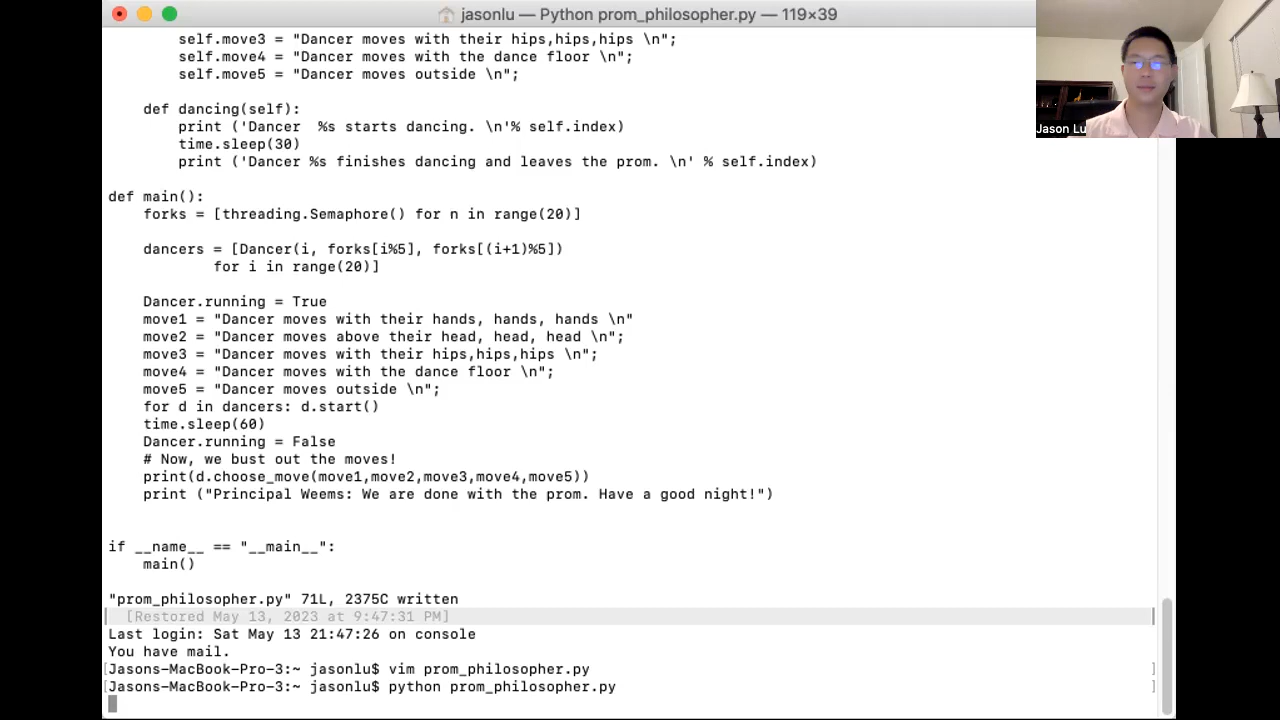 jasonlu — Python prom_philosopher.py — 119×39
self.move3 = "Dancer moves with their hips,hips,hips \n";
self.move4 = "Dancer moves with the dance floor \n";
self.move5 = "Dancer moves outside \n";
def dancing(self):
print ('Dancer  %s starts dancing. \n'% self.index)
time.sleep(30)
print ('Dancer %s finishes dancing and leaves the prom. \n' % self.index)
def main():
forks = [threading.Semaphore() for n in range(20)]
dancers = [Dancer(i, forks[i%5], forks[(i+1)%5])
for i in range(20)]
Dancer.running = True
move1 = "Dancer moves with their hands, hands, hands \n"
move2 = "Dancer moves above their head, head, head \n";
move3 = "Dancer moves with their hips,hips,hips \n";
move4 = "Dancer moves with the dance floor \n";
move5 = "Dancer moves outside \n";
for d in dancers: d.start()
time.sleep(60)
Dancer.running = False
# Now, we bust out the moves!
print(d.choose_move(move1,move2,move3,move4,move5))
print ("Principal Weems: We are done with the prom. Have a good night!")
if __name__ == "__main__":
main()
"prom_philosopher.py" 71L, 2375C written
[Restored May 13, 2023 at 9:47:31 PM]
Last login: Sat May 13 21:47:26 on console
You have mail.
[Jasons-MacBook-Pro-3:~ jasonlu$ vim prom_philosopher.py ]
[Jasons-MacBook-Pro-3:~ jasonlu$ python prom_philosopher.py ]
Jason Lu